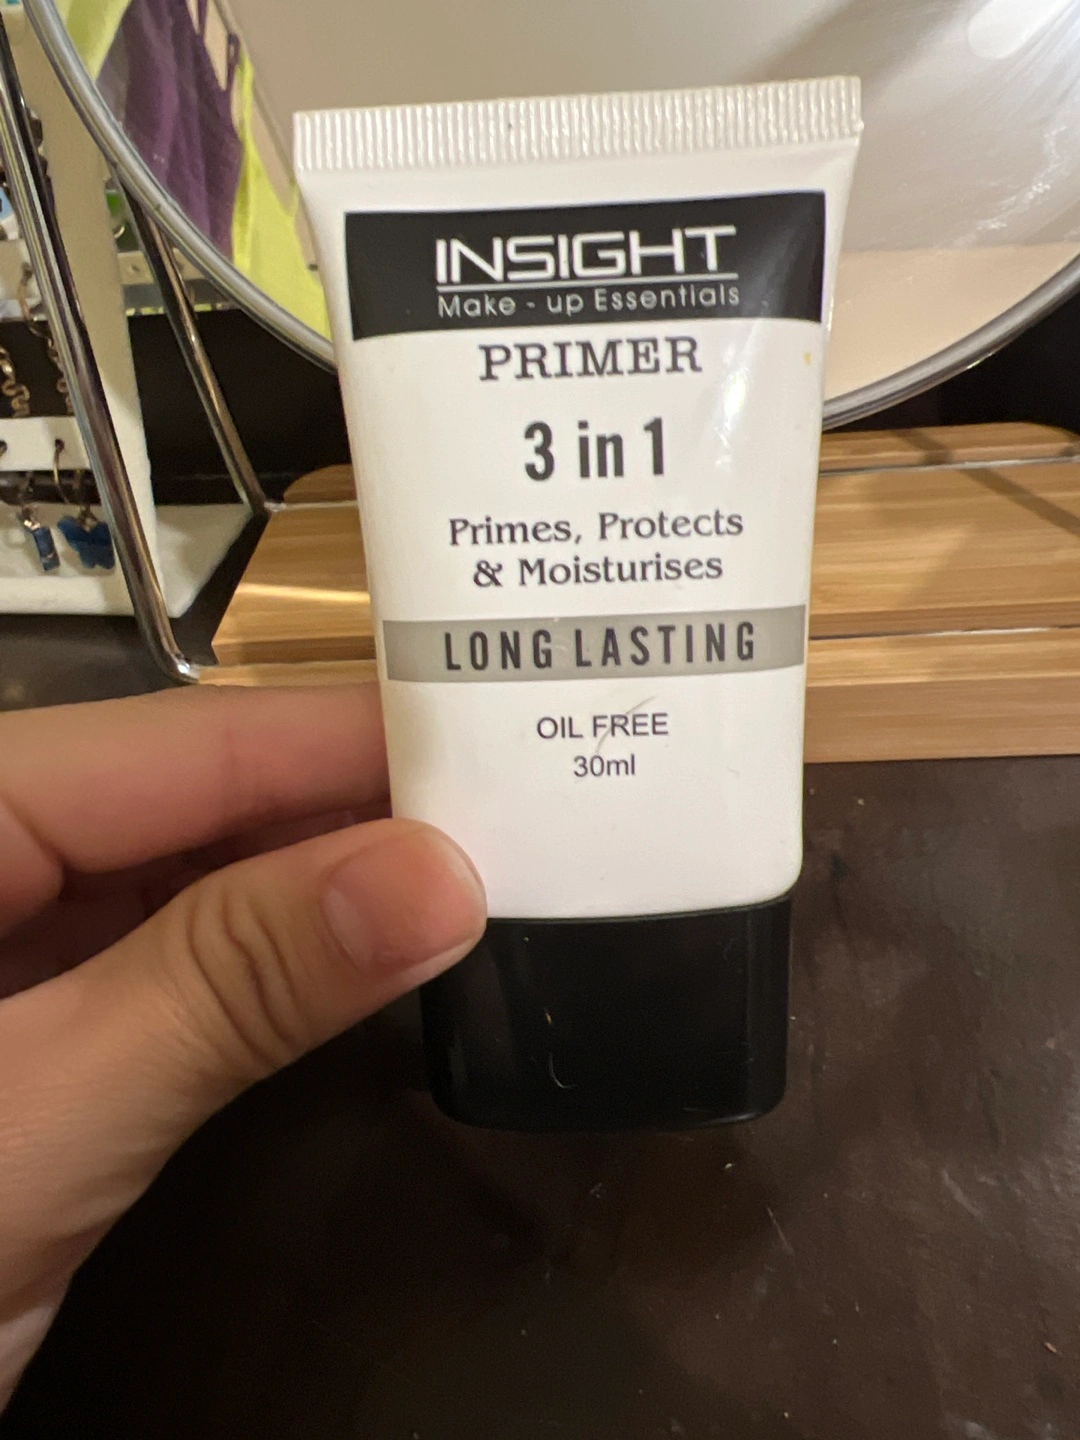 INSIGHT
Make - up Essentials
PRIMER
3 in 1
Primes, Protects
& Moisturises
LONG LASTING
OIL FREE
30ml